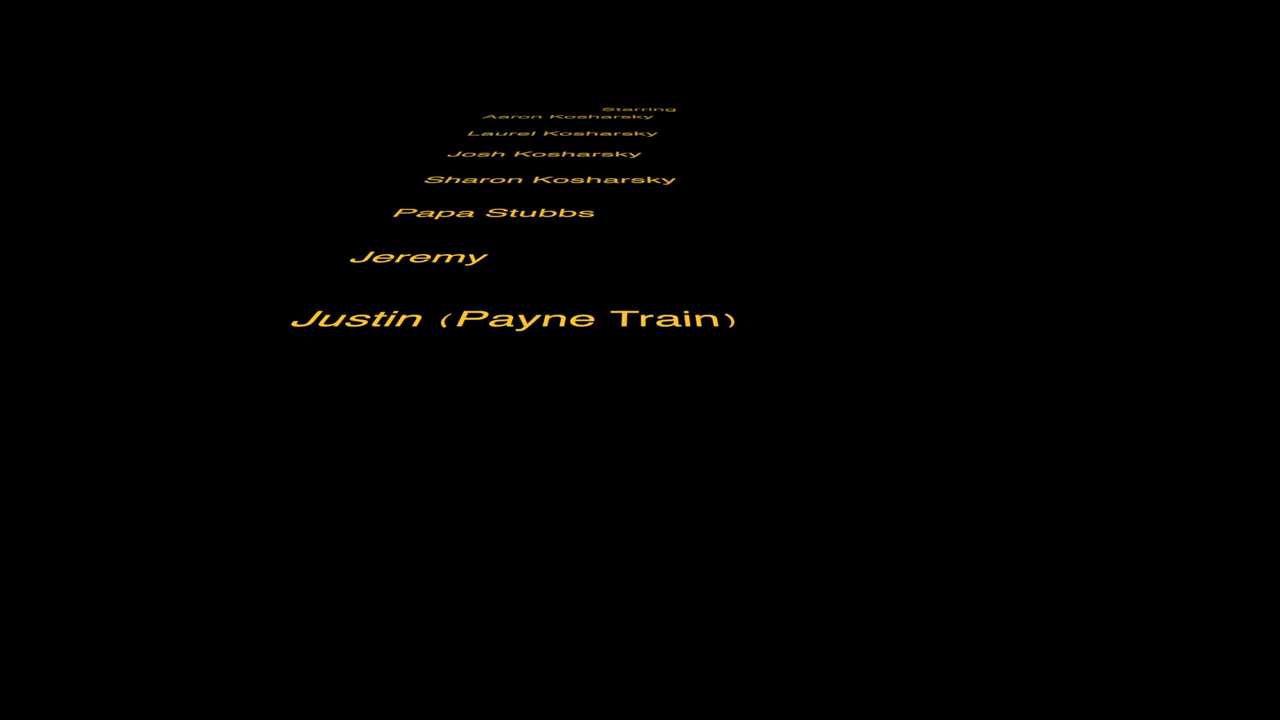 Starring
Aaron Kosharsky
Laurel Kosharsky
Josh Kosharsky
Sharon Kosharsky
Papa Stubbs
Jeremy
Justin (Payne Train)